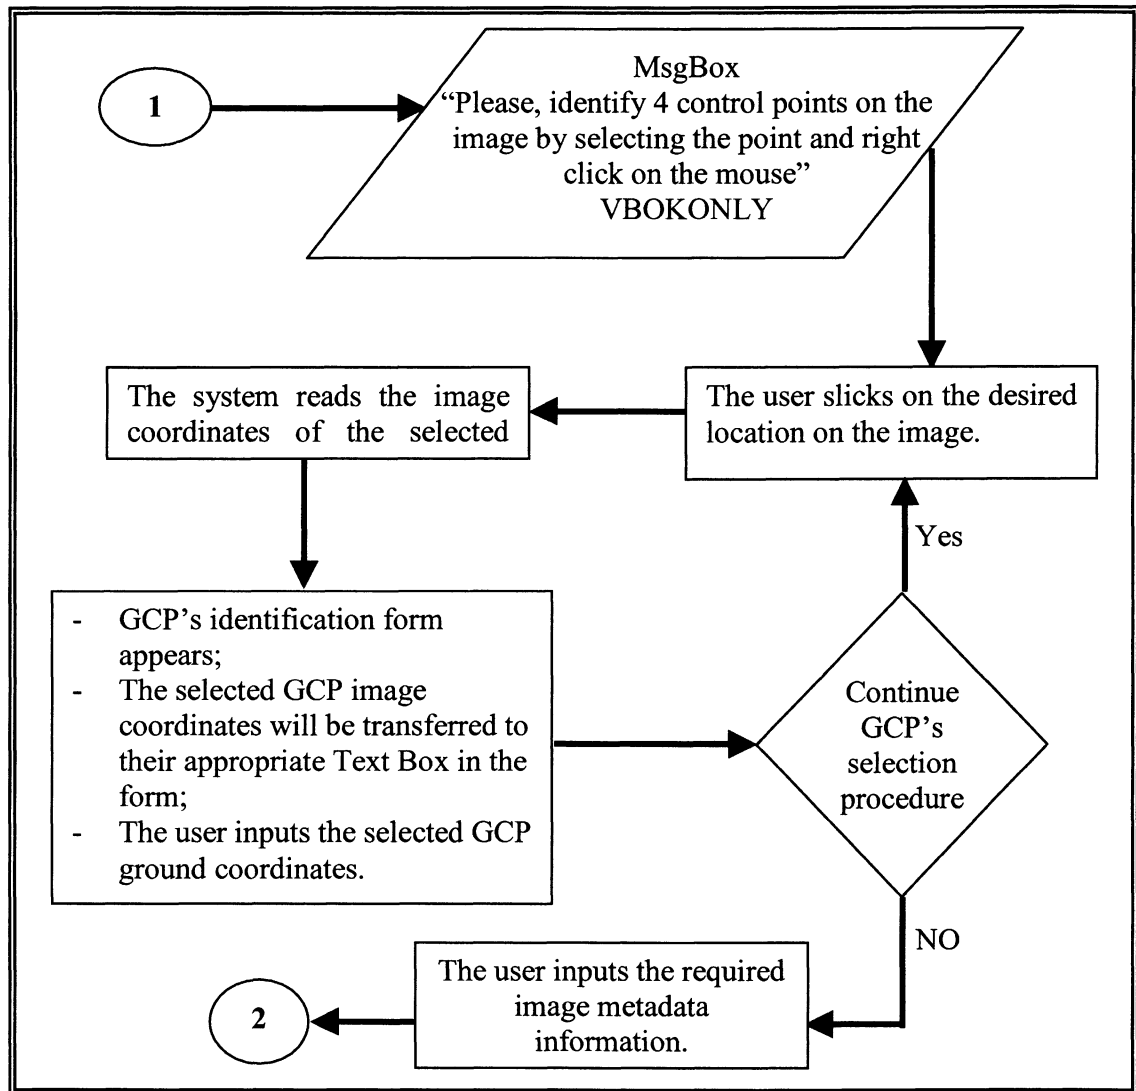 1
MsgBox
“Please, identify 4 control points on the
image by selecting the point and right
click on the mouse”
VBOKONLY
The user slicks on the desired
location on the image.
The system reads the image
coordinates of the selected
- GCP’s identification form
appears;
- The selected GCP image
coordinates will be transferred to
their appropriate Text Box in the
form;
- The user inputs the selected GCP
ground coordinates.
Continue
GCP’s
selection
procedure
Yes
NO
The user inputs the required
image metadata
information.
2